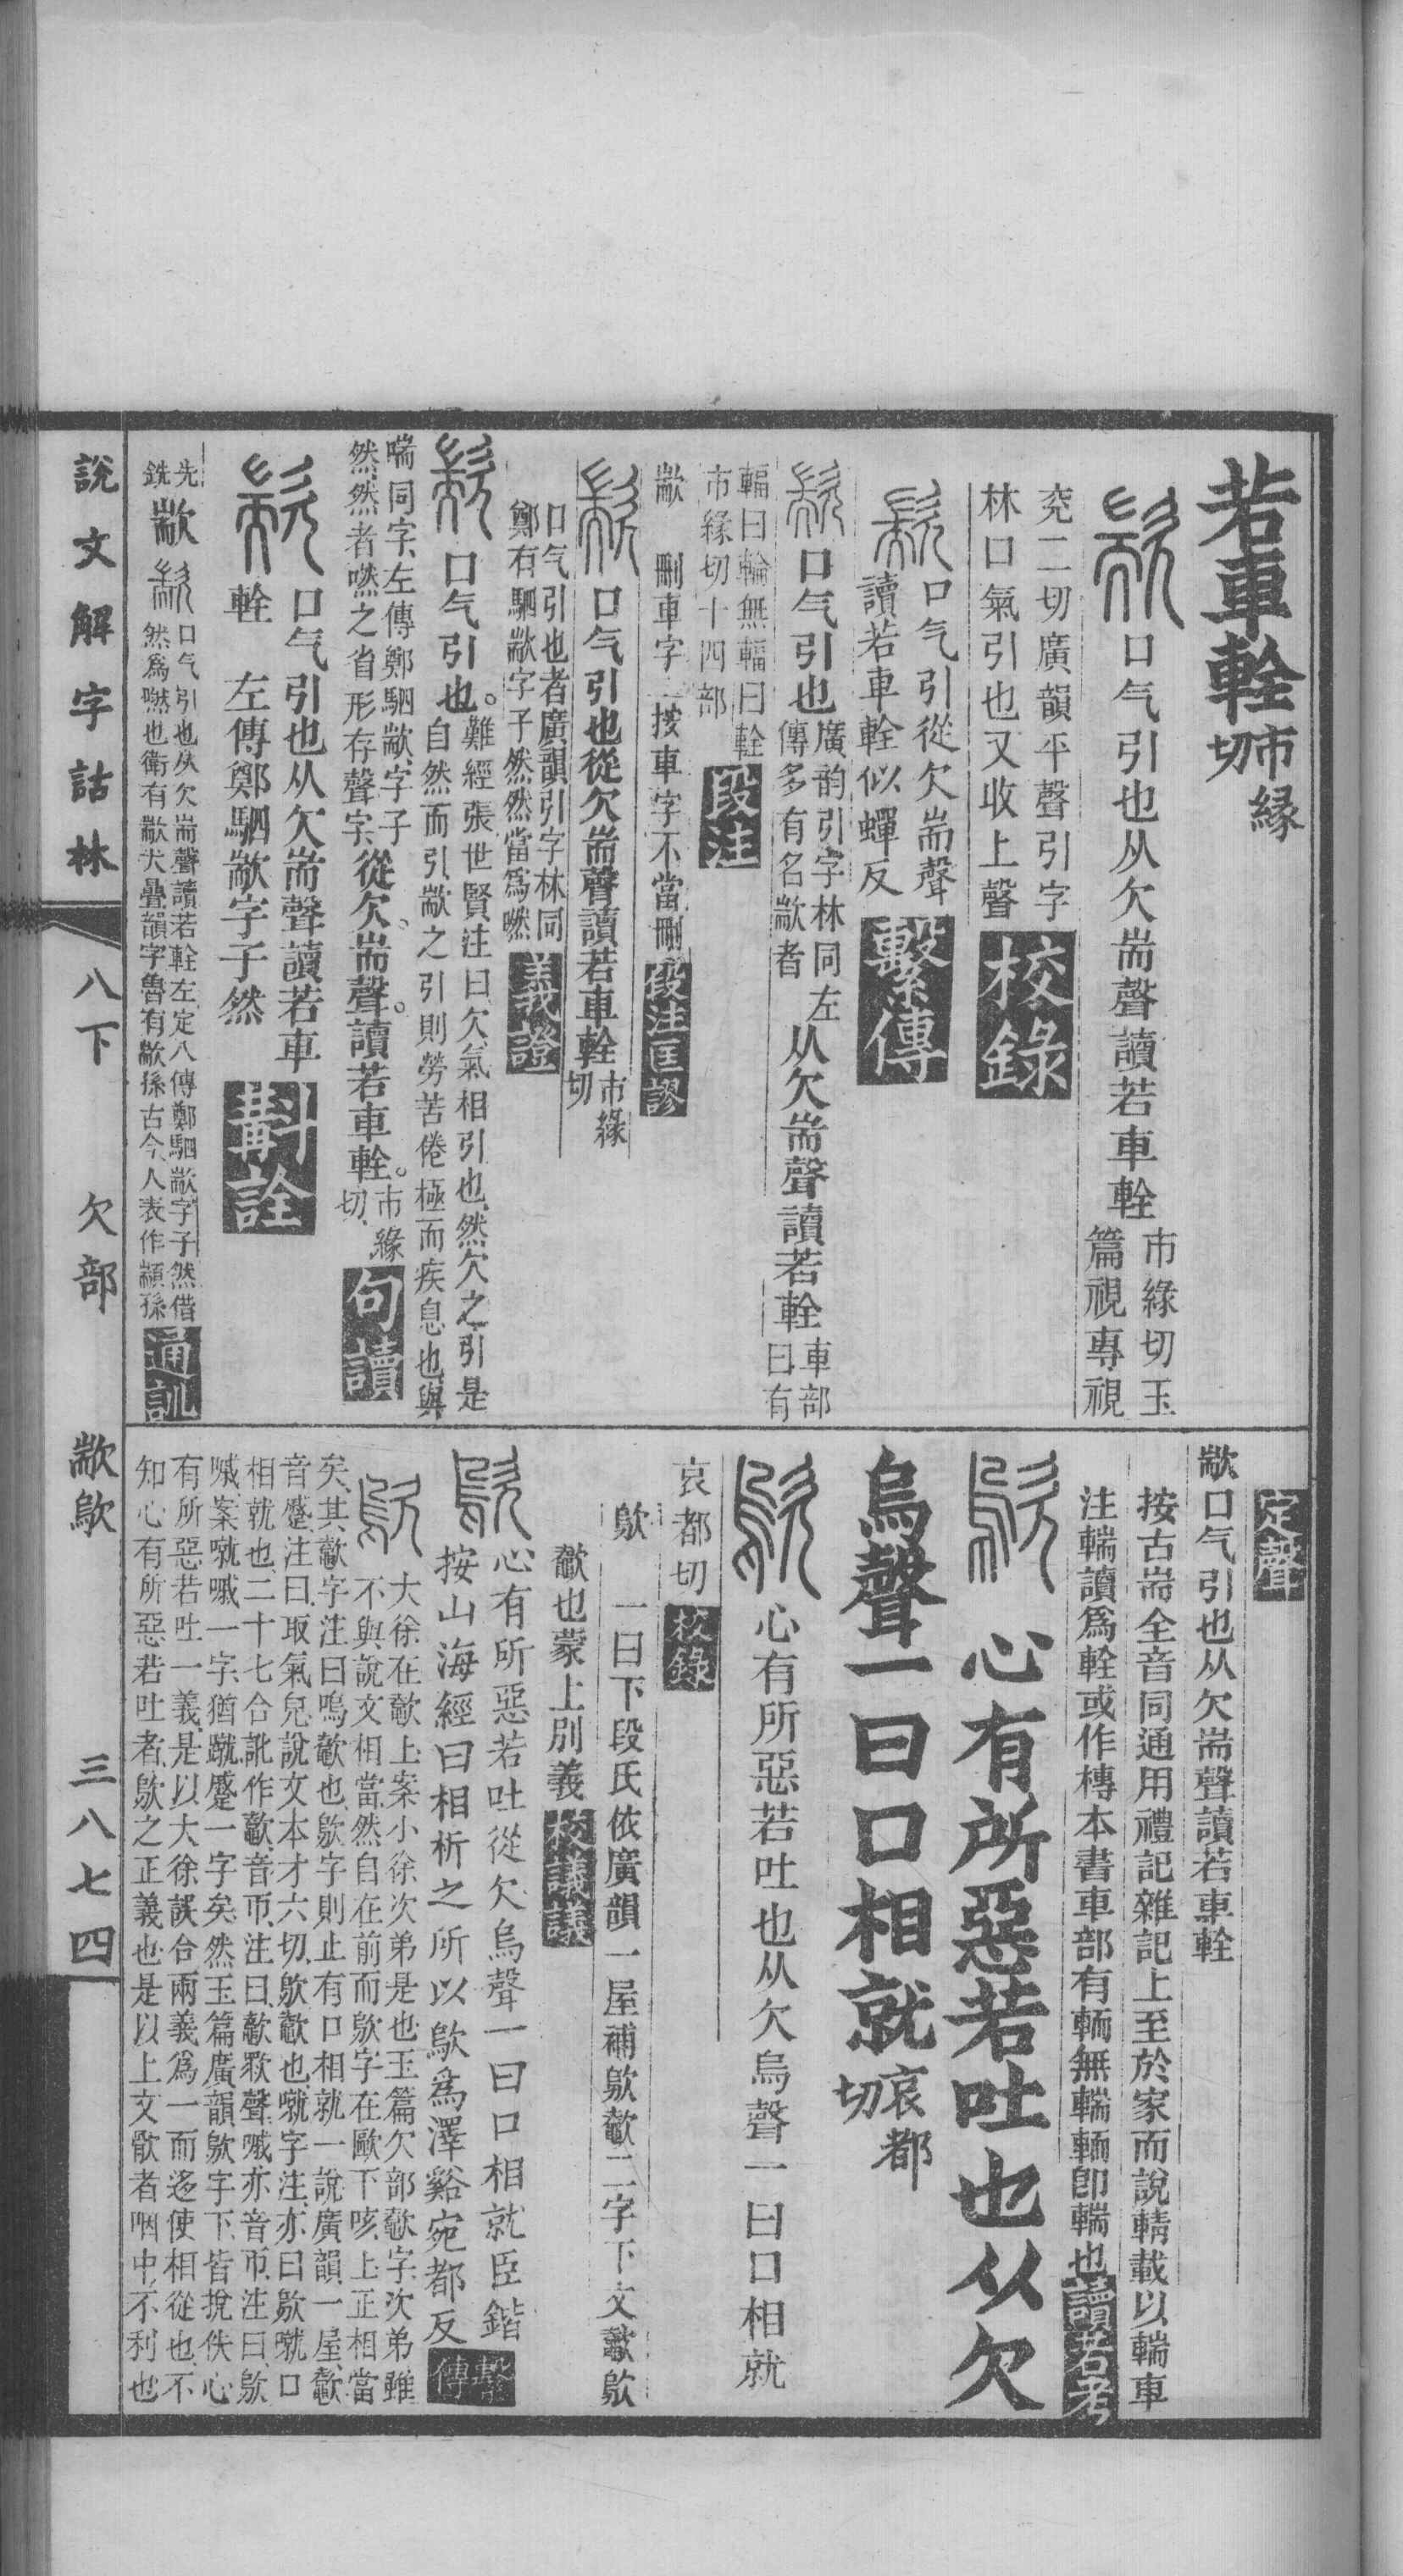 若車輇市緣切
口气引也从欠耑聲讀若車輇市緣切玉篇視專視
兗二切廣韻平聲引字
林口氣引也又收上聲
校錄
口气引從欠耑聲
讀若車輇似蟬反
繫傳
口气引也廣韵引字林同左傳多有名歂者从欠耑聲讀若輇車部曰有
輻曰輪無輻曰輇
市緣切十四部
段注
歂 刪車字一按車字不當刪
段注匡謬
口气引也從欠耑聲讀若車輇市緣切
口气引也者廣韻引字林同
鄭有駟歂字子然然當爲嘫
義證
口气引也。難經張世賢注曰欠氣相引也然欠之引是自然而引歂之引則勞苦倦極而疾息也與
喘同字左傳鄭駟歂字子然然者嘫之省形存聲字從欠。耑聲。讀若車輇。市緣切
句讀
口气引也从欠耑聲讀若車
輇 左傳鄭駟歂字子然
斠詮
先
銑
歂
口气引也从欠耑聲讀若輇左定八傳鄭駟歂字子然借
然爲嘫也衛有歂犬疊韻字魯有歂孫古今人表作顓孫
通訓
定聲
歂口气引也从欠耑聲讀若車輇
按古耑全音同通用禮記雜記上至於家而說輤載以輲車
注輲讀爲輇或作槫本書車部有輀無輲輀卽輲也
讀若考
心有所惡若吐也从欠
烏聲一曰口相就哀都切
心有所惡若吐也从欠烏聲一曰口相就
哀都切
校錄
歍 一曰下段氏依廣韻一屋補歍歜二字下文歜歍
歜也蒙上別義
校議議
心有所惡若吐從欠烏聲一曰口相就臣鍇
按山海經曰相柳之所以歍爲澤谿宛都反
繫傳
大徐在歜上案小徐次弟是也玉篇欠部歜字次弟雖
不與說文相當然自在前而歍字在歐下咳上正相當
矣其歜字注曰嗚歜也歍字則止有口相就一說廣韻一屋歜
音蹙注曰取氣皃說文本才六切歍歜也噈字注亦曰歍噈口
相就也二十七合訛作歜音帀注曰歜歍聲嘁亦音帀注曰歍
嘁案噈嘁一字猶蹴蹙一字矣然玉篇廣韻歍字下皆挩佚心
有所惡若吐一義是以大徐誤合兩義爲一而迻使相從也不
知心有所惡若吐者歍之正義也是以上文歇者咽中不利也
說文解字詁林 八下 欠部 歂歍 三八七四